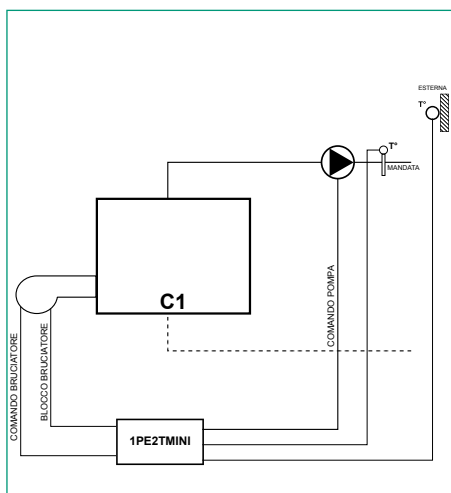 ESTERNA
T°
T°
MANDATA
C1
COMANDO POMPA
BLOCCO BRUCIATORE
COMANDO BRUCIATORE
1PE2TMINI